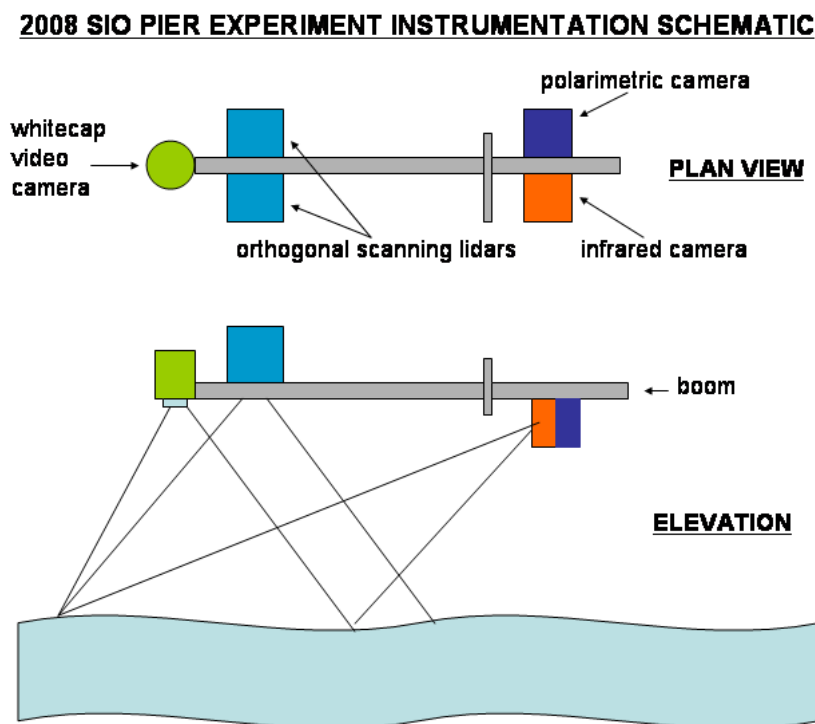 2008 SIO PIER EXPERIMENT INSTRUMENTATION SCHEMATIC
polarimetric camera
whitecap
video
camera
PLAN VIEW
orthogonal scanning lidars
infrared camera
boom
ELEVATION